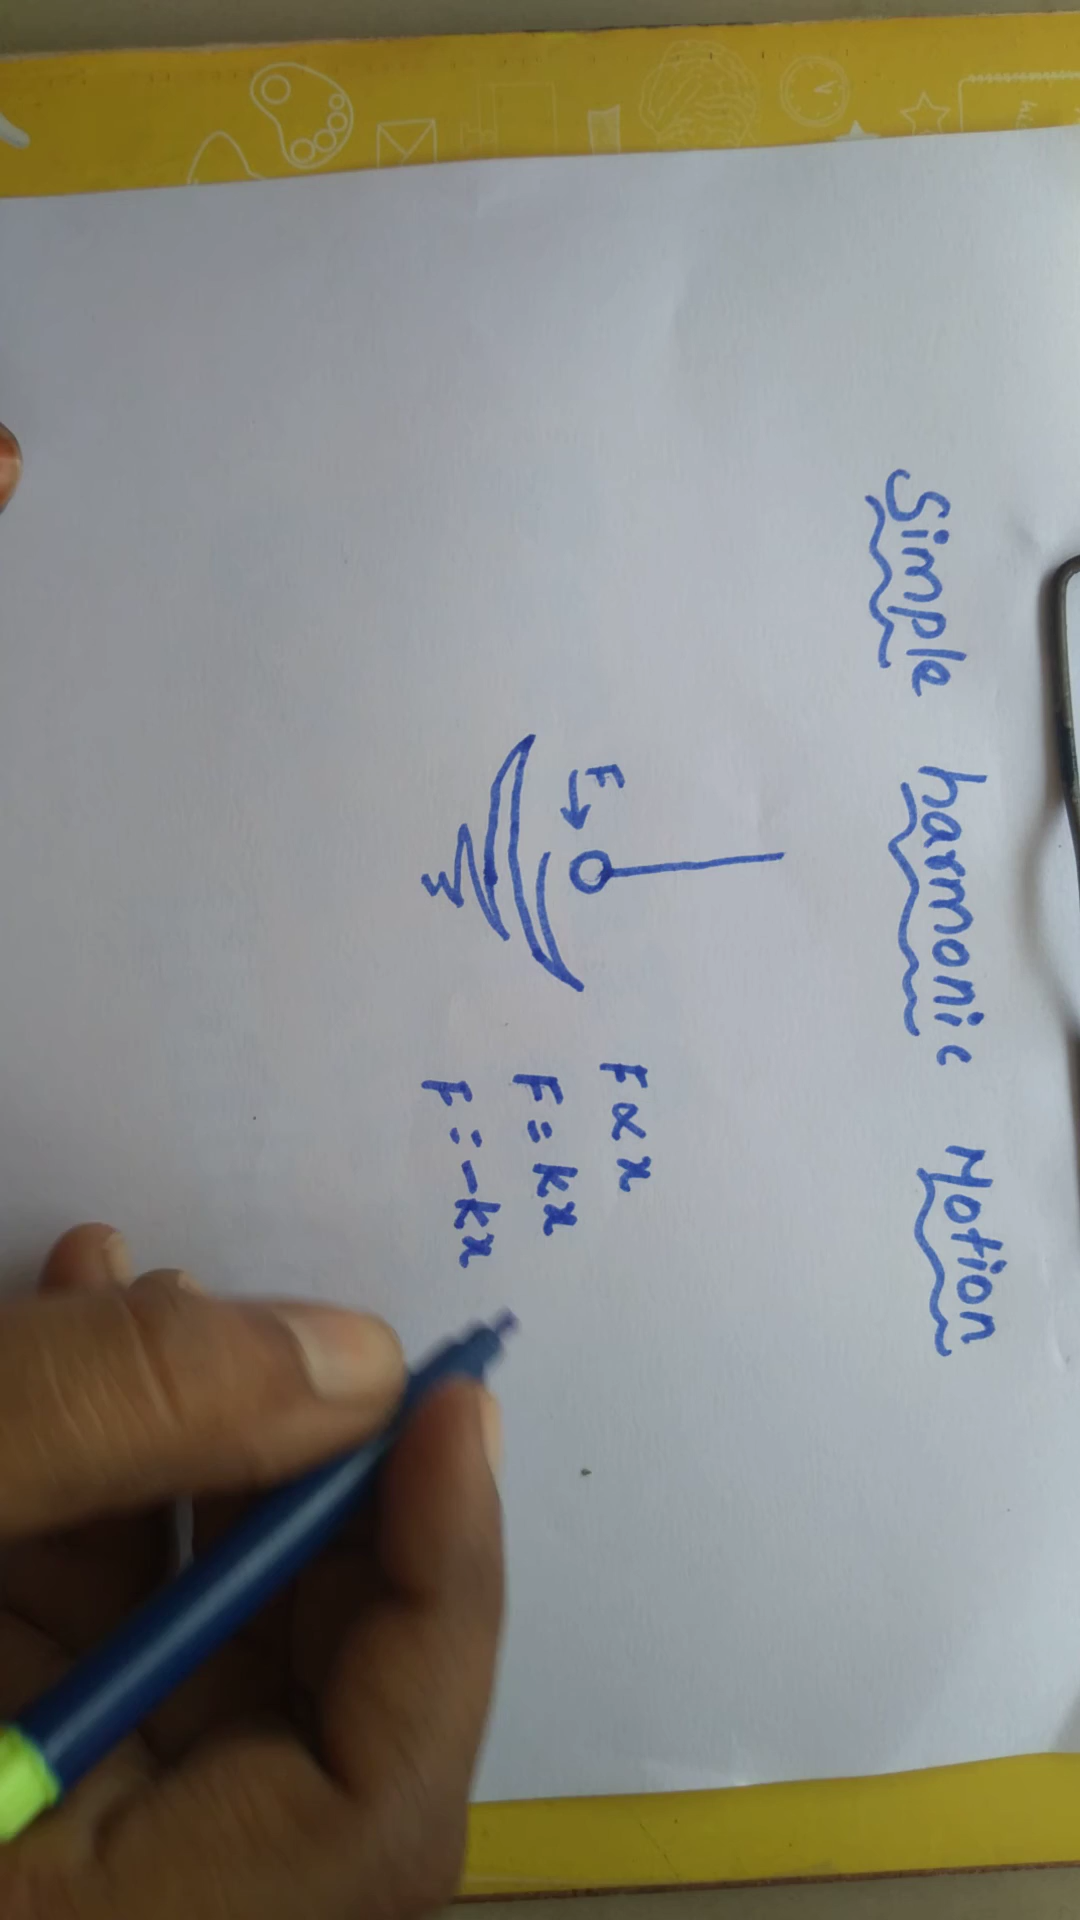 Simple harmonic Motion
F
F ∝ x
F = kx
F = -kx